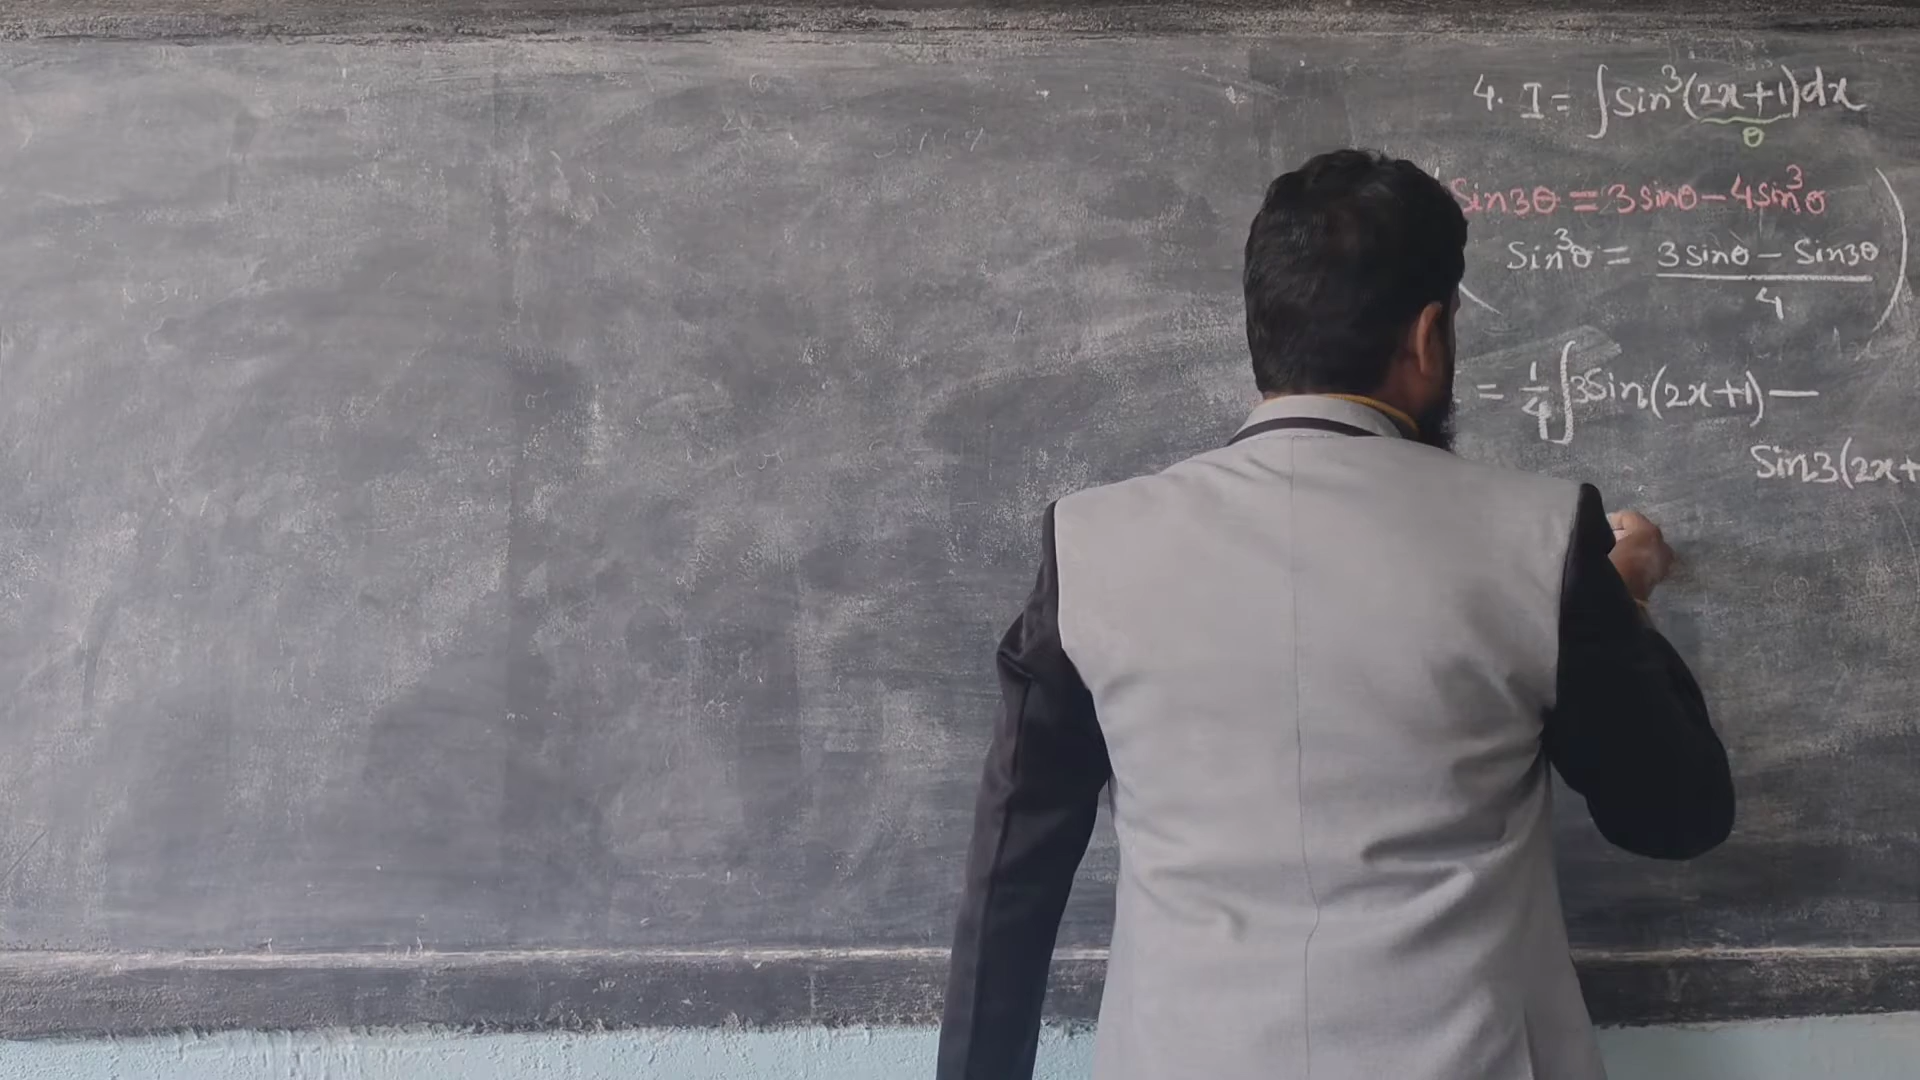 4. I = ∫ sin³(2x+1)dx
θ
Sin3θ = 3sinθ − 4sin³θ
Sin³θ = (3sinθ − Sin3θ)/4
= 1/4 ∫ 3Sin(2x+1) −
Sin3(2x+